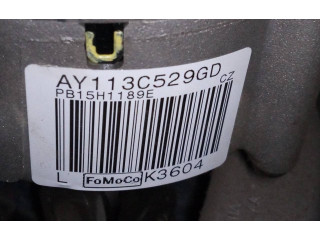 AY113C529GD CZ
PB15H1189E
L FoMoCo K3604